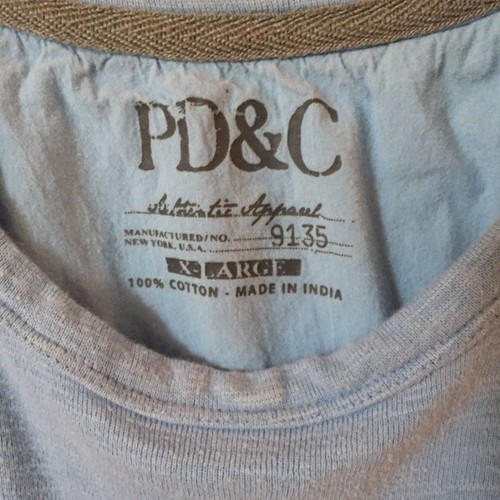 PD&C
Authentic Apparel
MANUFACTURED/NO. 9135
NEW YORK, U.S.A.
X-LARGE
100% COTTON - MADE IN INDIA